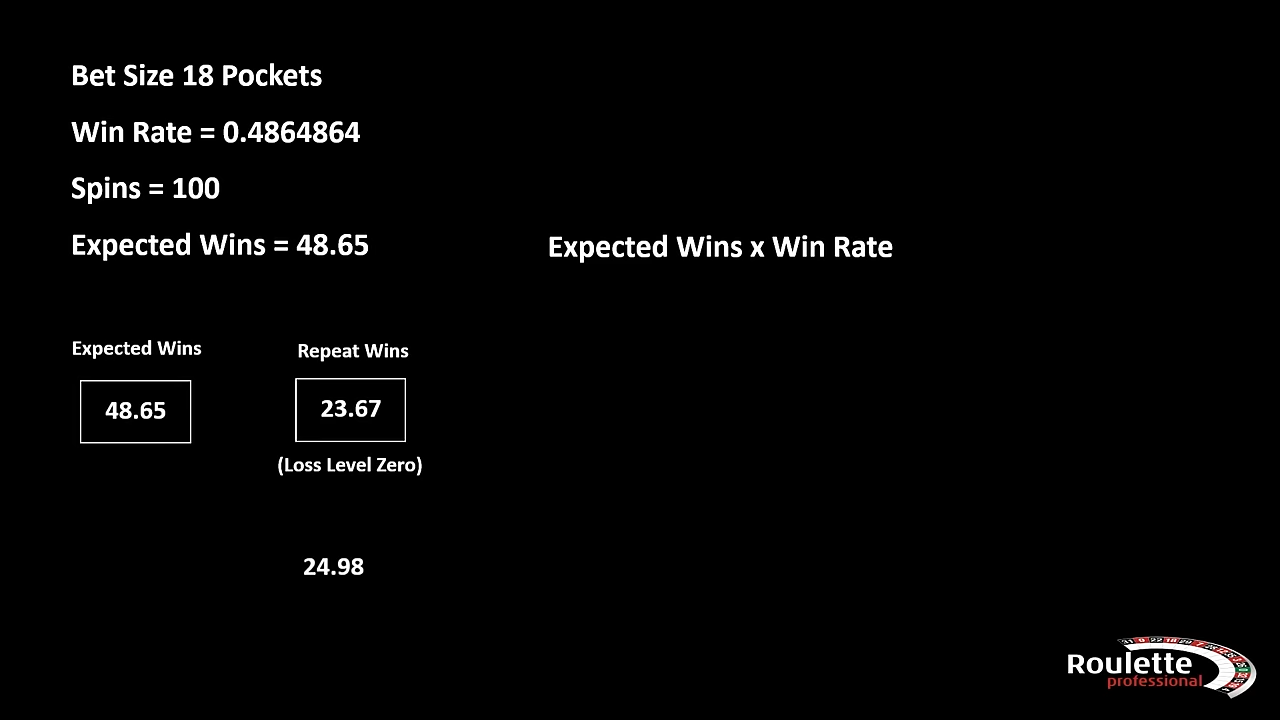 Bet Size 18 Pockets
Win Rate = 0.4864864
Spins = 100
Expected Wins = 48.65
Expected Wins x Win Rate
Expected Wins
Repeat Wins
48.65
23.67
(Loss Level Zero)
24.98
Roulette
professional